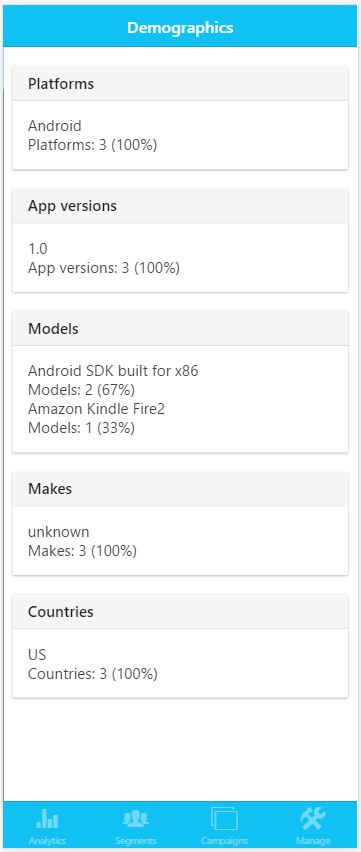 Demographics
Platforms
Android
Platforms: 3 (100%)
App versions
1.0
App versions: 3 (100%)
Models
Android SDK built for x86
Models: 2 (67%)
Amazon Kindle Fire2
Models: 1 (33%)
Makes
unknown
Makes: 3 (100%)
Countries
US
Countries: 3 (100%)
Analytics Segments Campaigns Manage